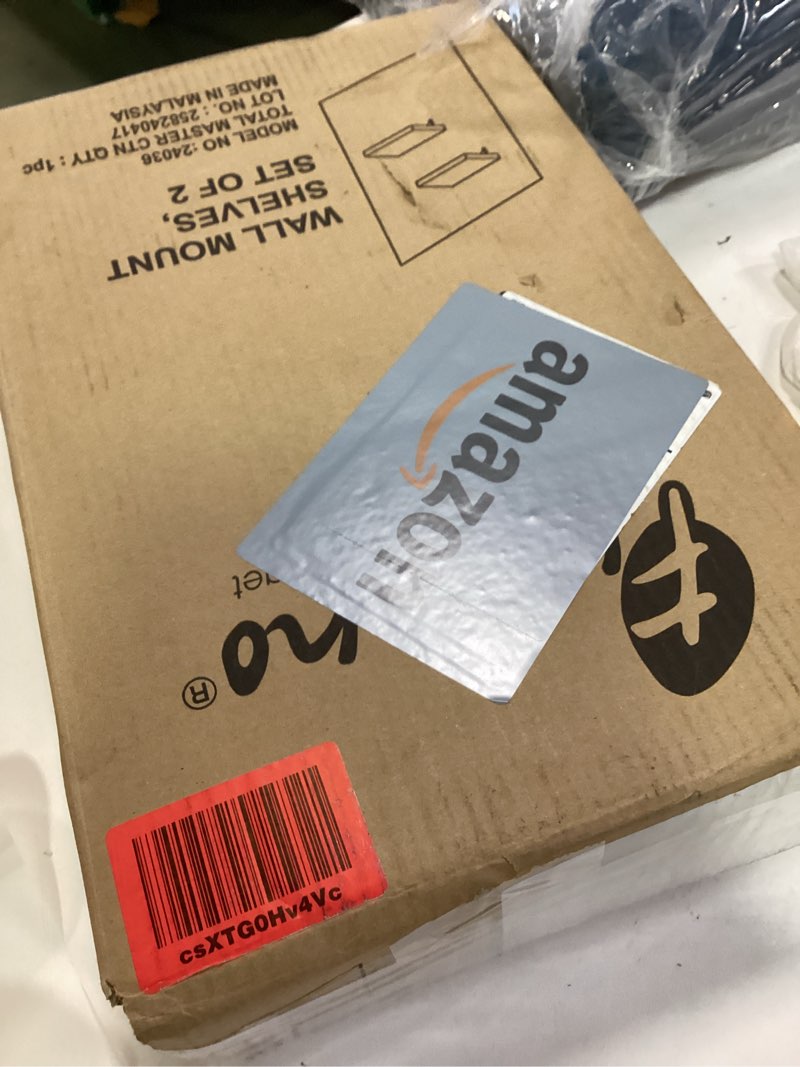 WALL MOUNT
SHELVES,
SET OF 2
MODEL NO :24036
TOTAL MASTER CTN QTY : 1pc
LOT NO. : 258240417
MADE IN MALAYSIA
amazon
®
csXTG0Hv4Vc